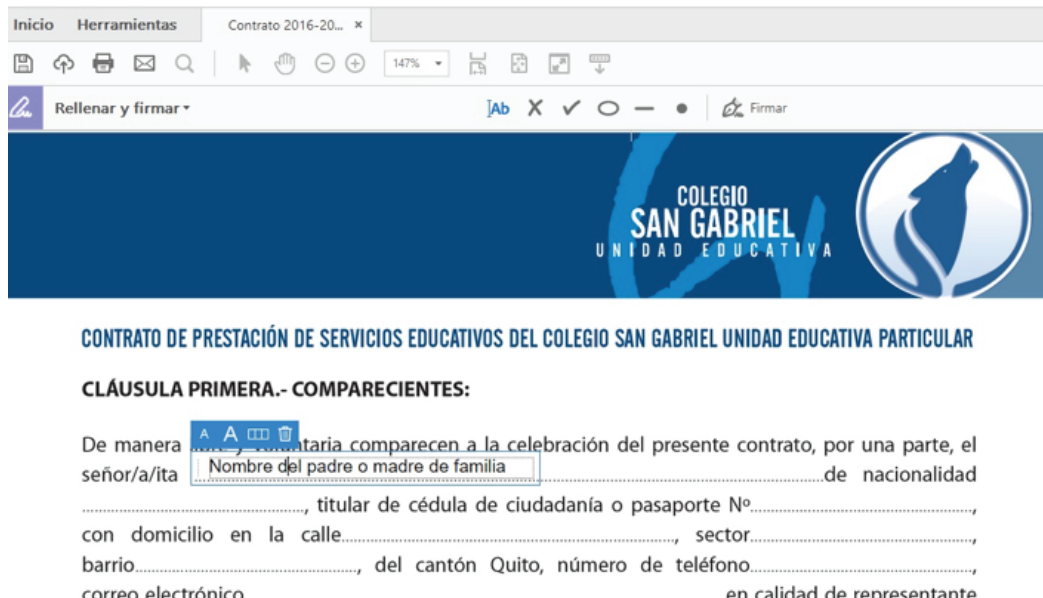 Inicio Herramientas Contrato 2016-20... ×
147%
Rellenar y firmar Ab Firmar
COLEGIO
SAN GABRIEL
UNIDAD EDUCATIVA
CONTRATO DE PRESTACIÓN DE SERVICIOS EDUCATIVOS DEL COLEGIO SAN GABRIEL UNIDAD EDUCATIVA PARTICULAR
CLÁUSULA PRIMERA.- COMPARECIENTES:
A A
De manera y voluntaria comparecen a la celebración del presente contrato, por una parte, el
señor/a/ita Nombre del padre o madre de familia ........de nacionalidad
........, titular de cédula de ciudadanía o pasaporte Nº........,
con domicilio en la calle........, sector........,
barrio........, del cantón Quito, número de teléfono........,
correo electrónico........ en calidad de representante